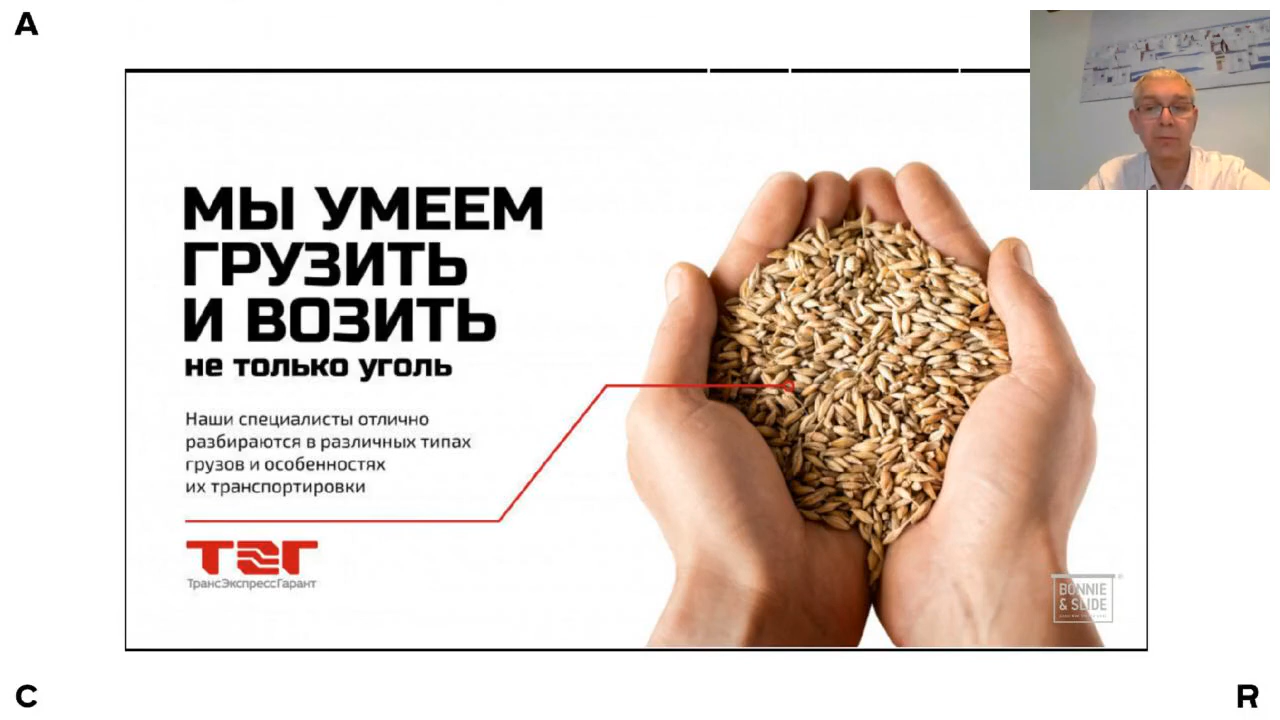 A
МЫ УМЕЕМ
ГРУЗИТЬ
И ВОЗИТЬ
не только уголь
Наши специалисты отлично
разбираются в различных типах
грузов и особенностях
их транспортировки
ТЭГ
ТрансЭкспрессГарант
BONNIE
& SLIDE
C
R